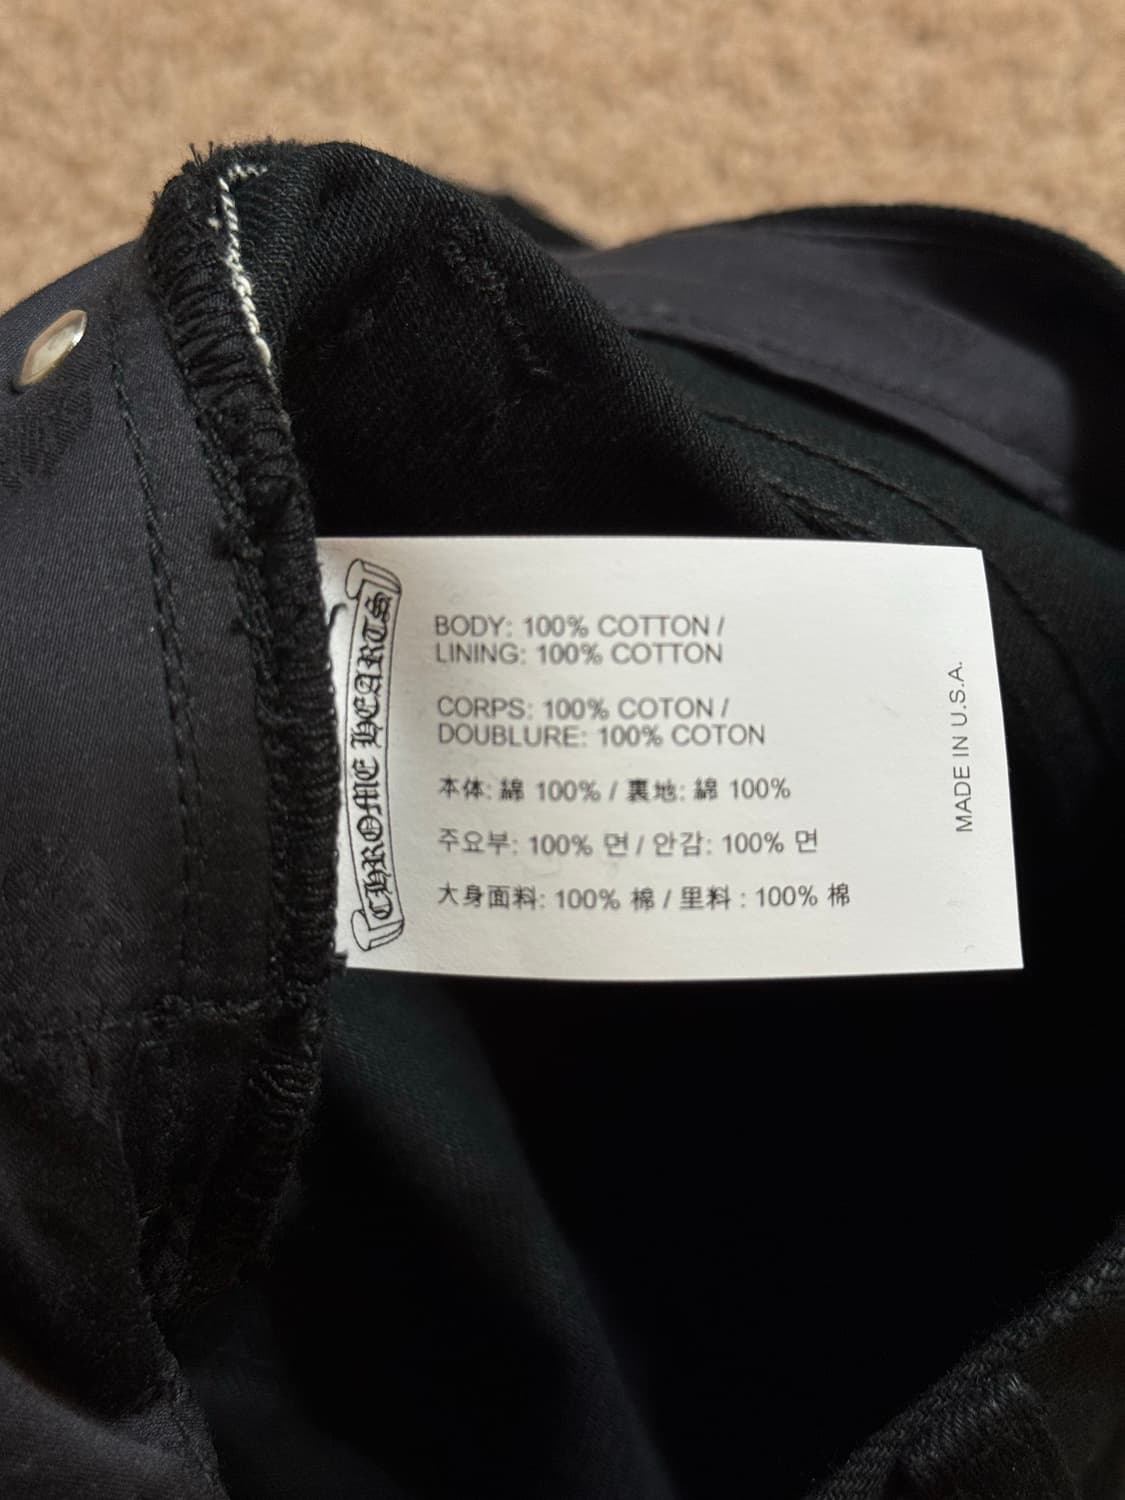 CHROME HEARTS
BODY: 100% COTTON /
LINING: 100% COTTON
CORPS: 100% COTON /
DOUBLURE: 100% COTON
本体: 綿 100% / 裏地: 綿 100%
주요부: 100% 면 / 안감: 100% 면
大身面料: 100% 棉 / 里料 : 100% 棉
MADE IN U.S.A.